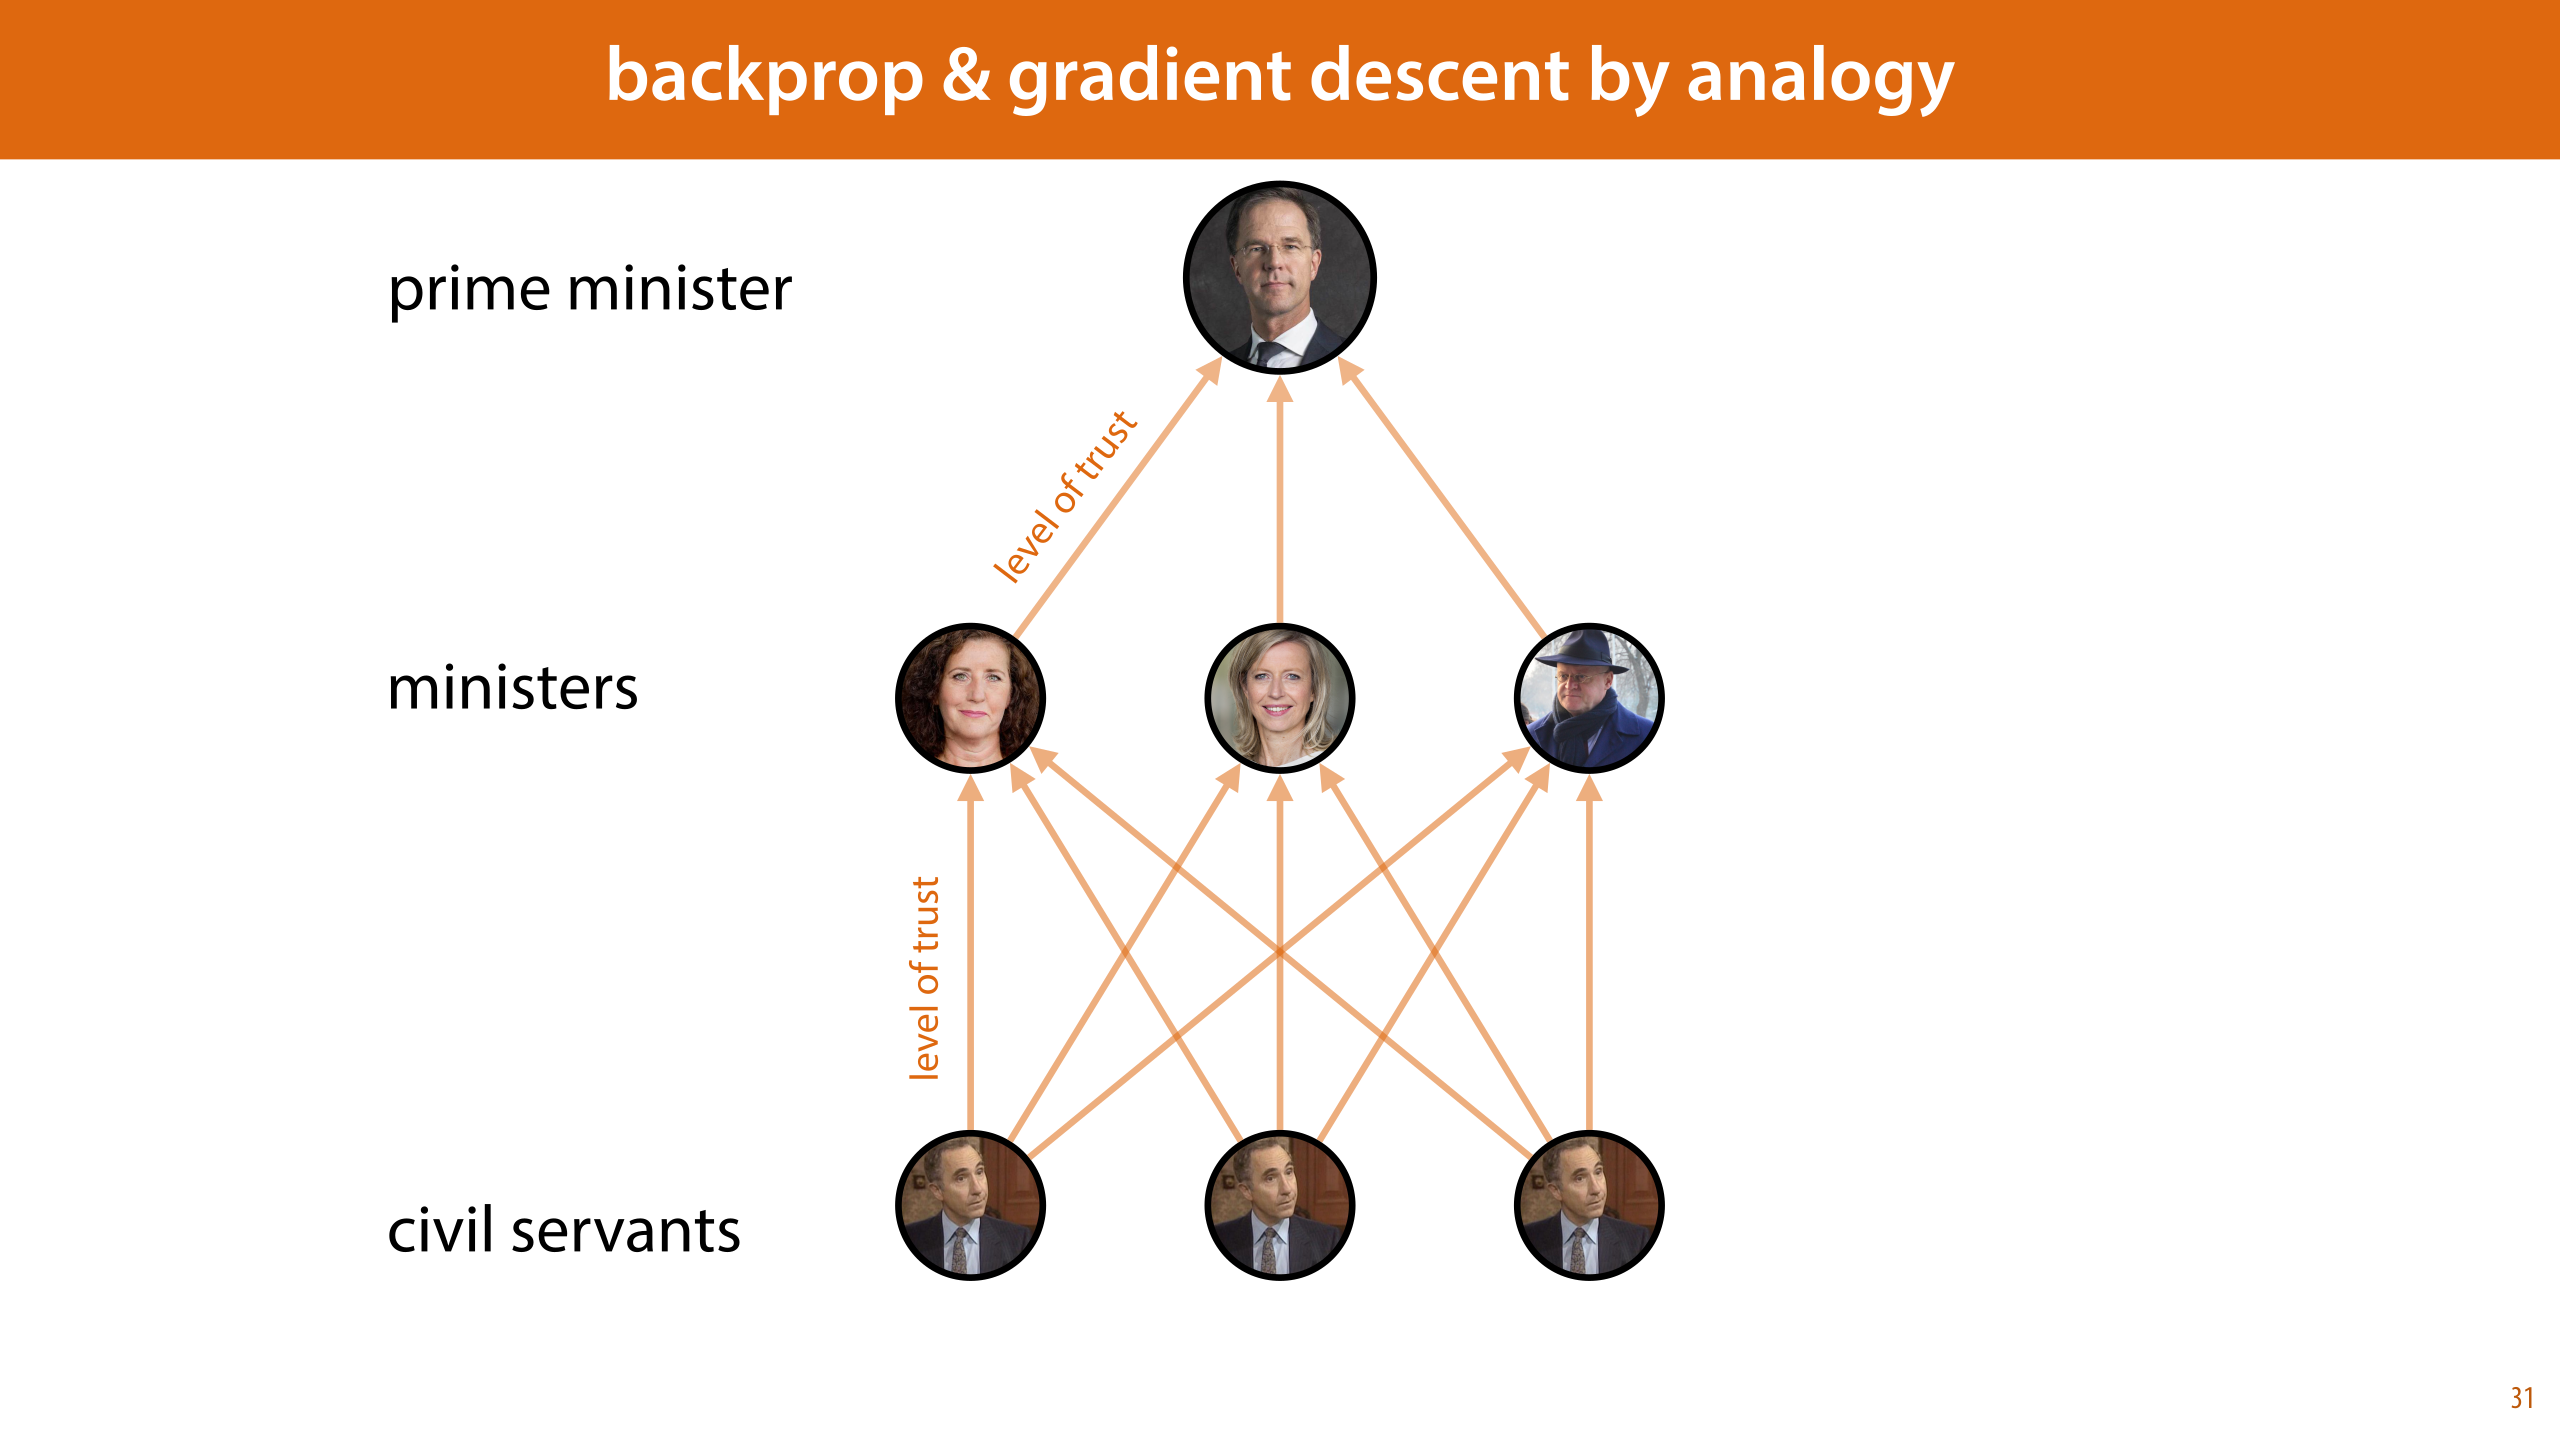 backprop & gradient descent by analogy
prime minister
level of trust
ministers
level of trust
civil servants
31